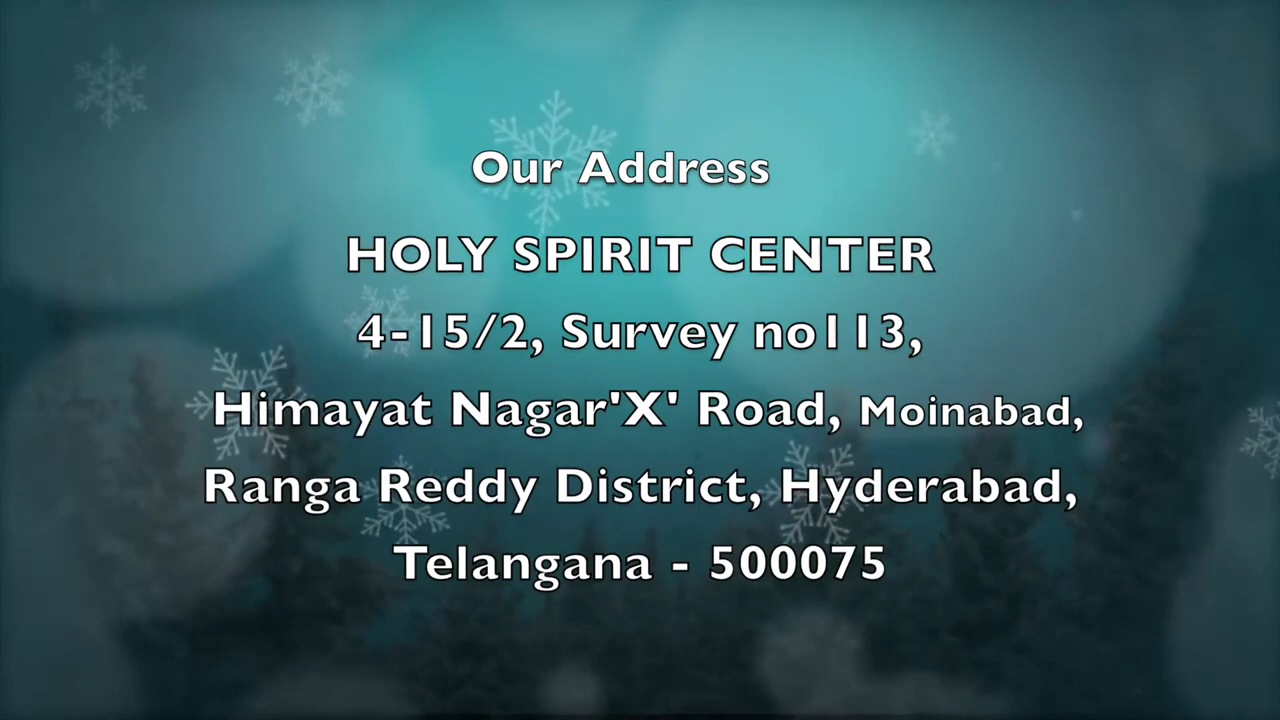 Our Address
HOLY SPIRIT CENTER
4-15/2, Survey no113,
Himayat Nagar'X' Road, Moinabad,
Ranga Reddy District, Hyderabad,
Telangana - 500075